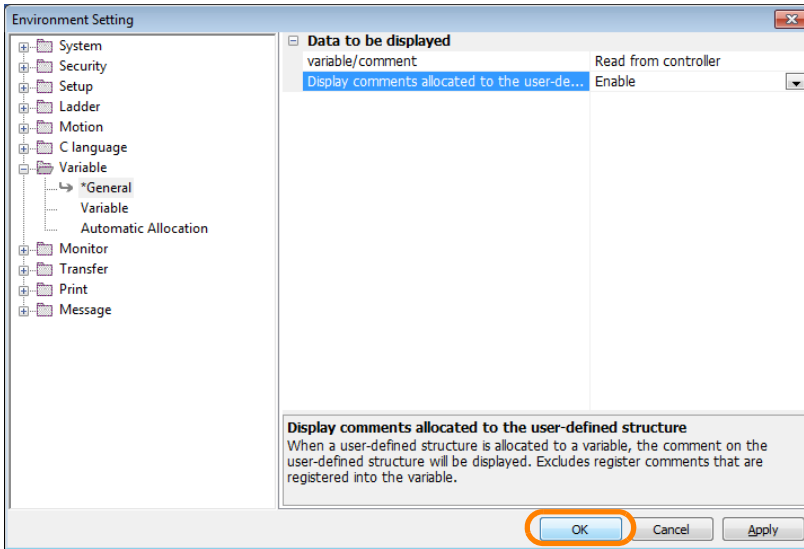 Environment Setting
System
Security
Setup
Ladder
Motion
C language
Variable
*General
Variable
Automatic Allocation
Monitor
Transfer
Print
Message
Data to be displayed
variable/comment Read from controller
Display comments allocated to the user-de... Enable
Display comments allocated to the user-defined structure
When a user-defined structure is allocated to a variable, the comment on the
user-defined structure will be displayed. Excludes register comments that are
registered into the variable.
OK Cancel Apply